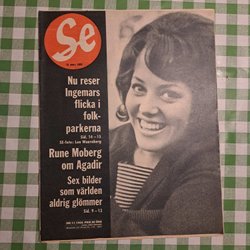 Se
Nu reser
Ingemars
flicka i
folk-
parkerna
Sid. 14–15
Rune Moberg
om Agadir
Sex bilder
som världen
aldrig glömmer
Sid. 9–13